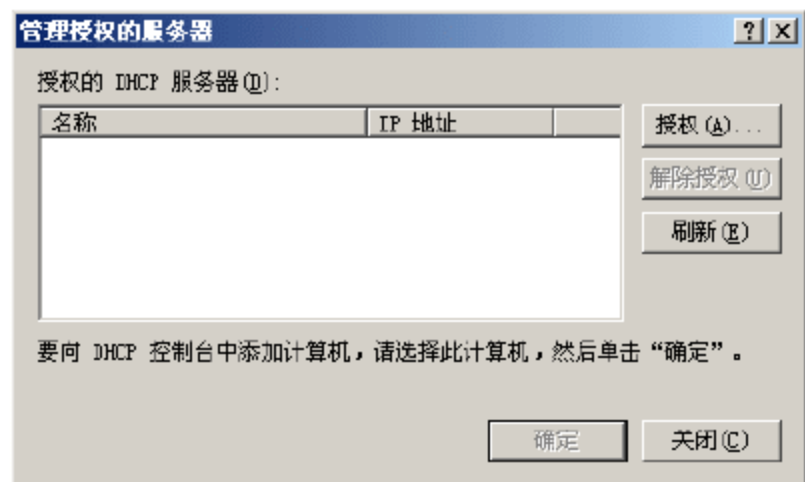 管理授权的服务器
授权的 DHCP 服务器(D):
名称 IP 地址
授权(A)...
解除授权(U)
刷新(E)
要向 DHCP 控制台中添加计算机，请选择此计算机，然后单击“确定”。
确定 关闭(C)